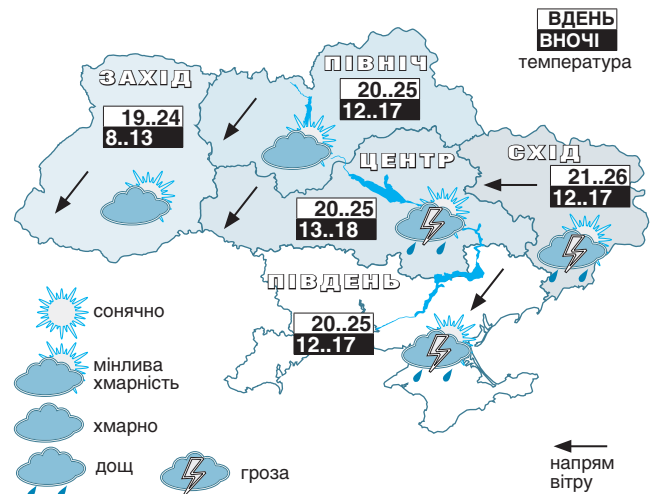 ВДЕНЬ
ВНОЧІ
температура
ЗАХІД
19..24
8..13
ПІВНІЧ
20..25
12..17
ЦЕНТР
20..25
13..18
СХІД
21..26
12..17
ПІВДЕНЬ
20..25
12..17
сонячно
мінлива
хмарність
хмарно
дощ
гроза
напрям
вітру